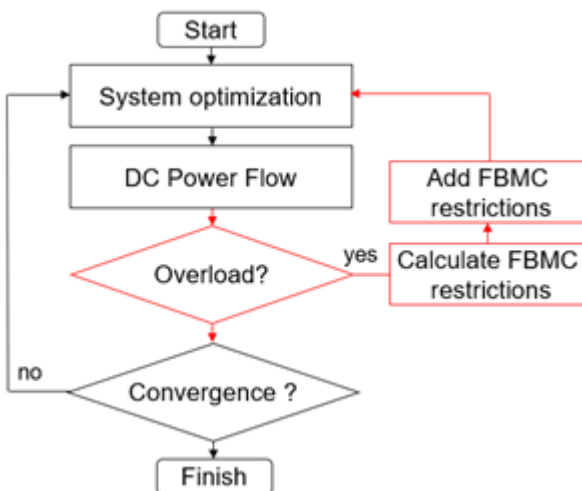 Start
System optimization
DC Power Flow
Overload?
yes
Calculate FBMC
restrictions
Add FBMC
restrictions
Convergence ?
no
Finish